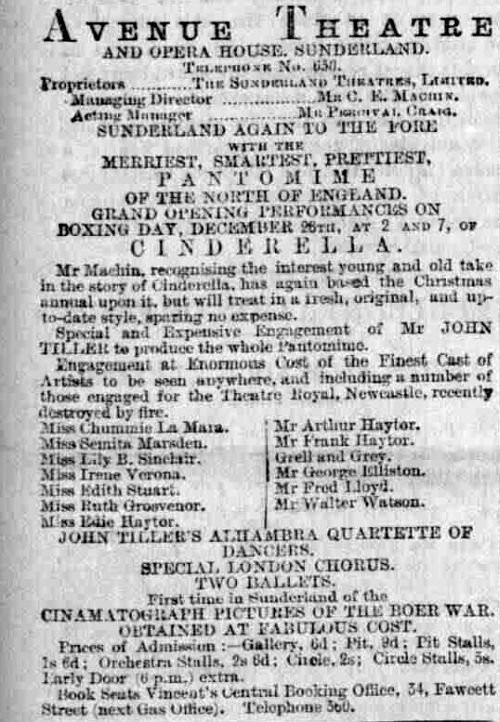 AVENUE THEATRE
AND OPERA HOUSE, SUNDERLAND.
TELEPHONE No. 650.
Proprietors ............THE SUNDERLAND THEATRES, LIMITED.
Managing Director ................MR C. E. MACHIN.
Acting Manager ................MR PERCIVAL CRAIG.
SUNDERLAND AGAIN TO THE FORE
WITH THE
MERRIEST, SMARTEST, PRETTIEST,
PANTOMIME
OF THE NORTH OF ENGLAND.
GRAND OPENING PERFORMANCES ON
BOXING DAY, DECEMBER 26TH, AT 2 AND 7, OF
CINDERELLA.
Mr Machin, recognising the interest young and old take
in the story of Cinderella, has again based the Christmas
annual upon it, but will treat in a fresh, original, and up-
to-date style, sparing no expense.
Special and Expensive Engagement of Mr JOHN
TILLER to produce the whole Pantomime.
Engagement at Enormous Cost of the Finest Cast of
Artists to be seen anywhere, and including a number of
those engaged for the Theatre Royal, Newcastle, recently
destroyed by fire.
Miss Chummie La Mara.
Miss Semita Marsden.
Miss Lily B. Sinclair.
Miss Irene Verona.
Miss Edith Stuart.
Miss Ruth Grosvenor.
Miss Edie Haytor.
Mr Arthur Haytor.
Mr Frank Haytor.
Grell and Grey.
Mr George Elliston.
Mr Fred Lloyd.
Mr Walter Watson.
JOHN TILLER'S ALHAMBRA QUARTETTE OF
DANCERS.
SPECIAL LONDON CHORUS.
TWO BALLETS.
First time in Sunderland of the
CINAMATOGRAPH PICTURES OF THE BOER WAR.
OBTAINED AT FABULOUS COST.
Prices of Admission :—Gallery, 6d; Pit, 9d; Pit Stalls,
1s 6d; Orchestra Stalls, 2s 6d; Circle, 2s; Circle Stalls, 3s.
Early Door (6 p.m.) extra.
Book Seats Vincent's Central Booking Office, 54, Fawcett
Street (next Gas Office). Telephone 560.